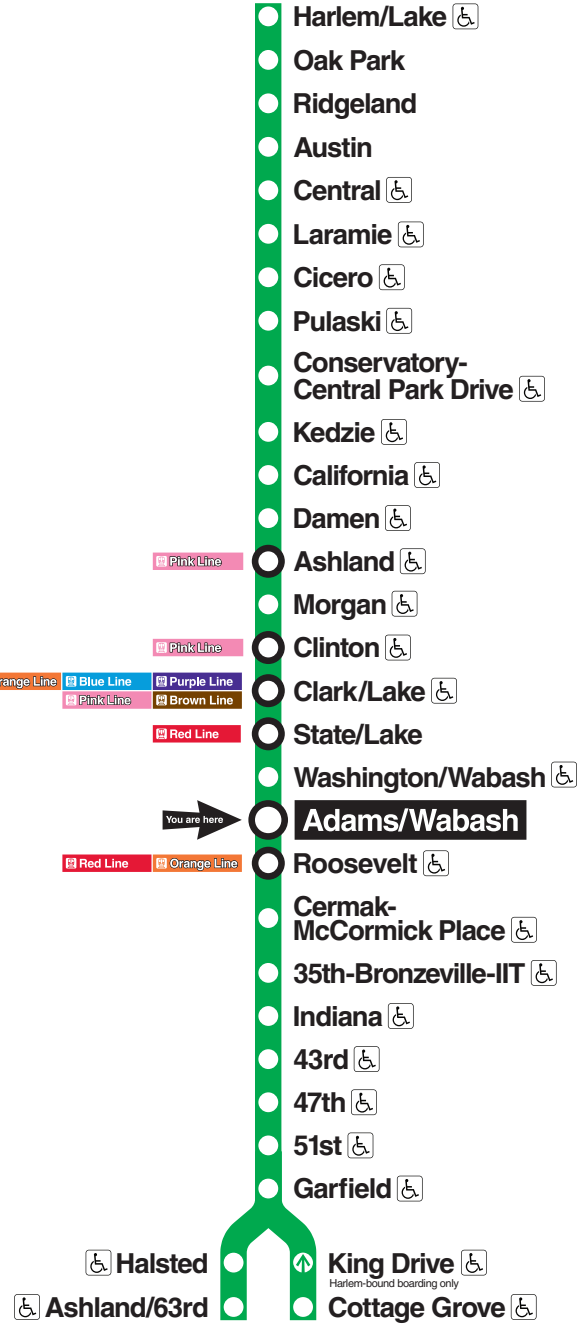 Harlem/Lake
Oak Park
Ridgeland
Austin
Central
Laramie
Cicero
Pulaski
Conservatory-
Central Park Drive
Kedzie
California
Damen
Pink Line Ashland
Morgan
Pink Line Clinton
range Line Blue Line Purple Line
Pink Line Brown Line
Clark/Lake
Red Line State/Lake
Washington/Wabash
You are here Adams/Wabash
Red Line Orange Line Roosevelt
Cermak-
McCormick Place
35th-Bronzeville-IIT
Indiana
43rd
47th
51st
Garfield
Halsted King Drive
Harlem-bound boarding only
Ashland/63rd Cottage Grove